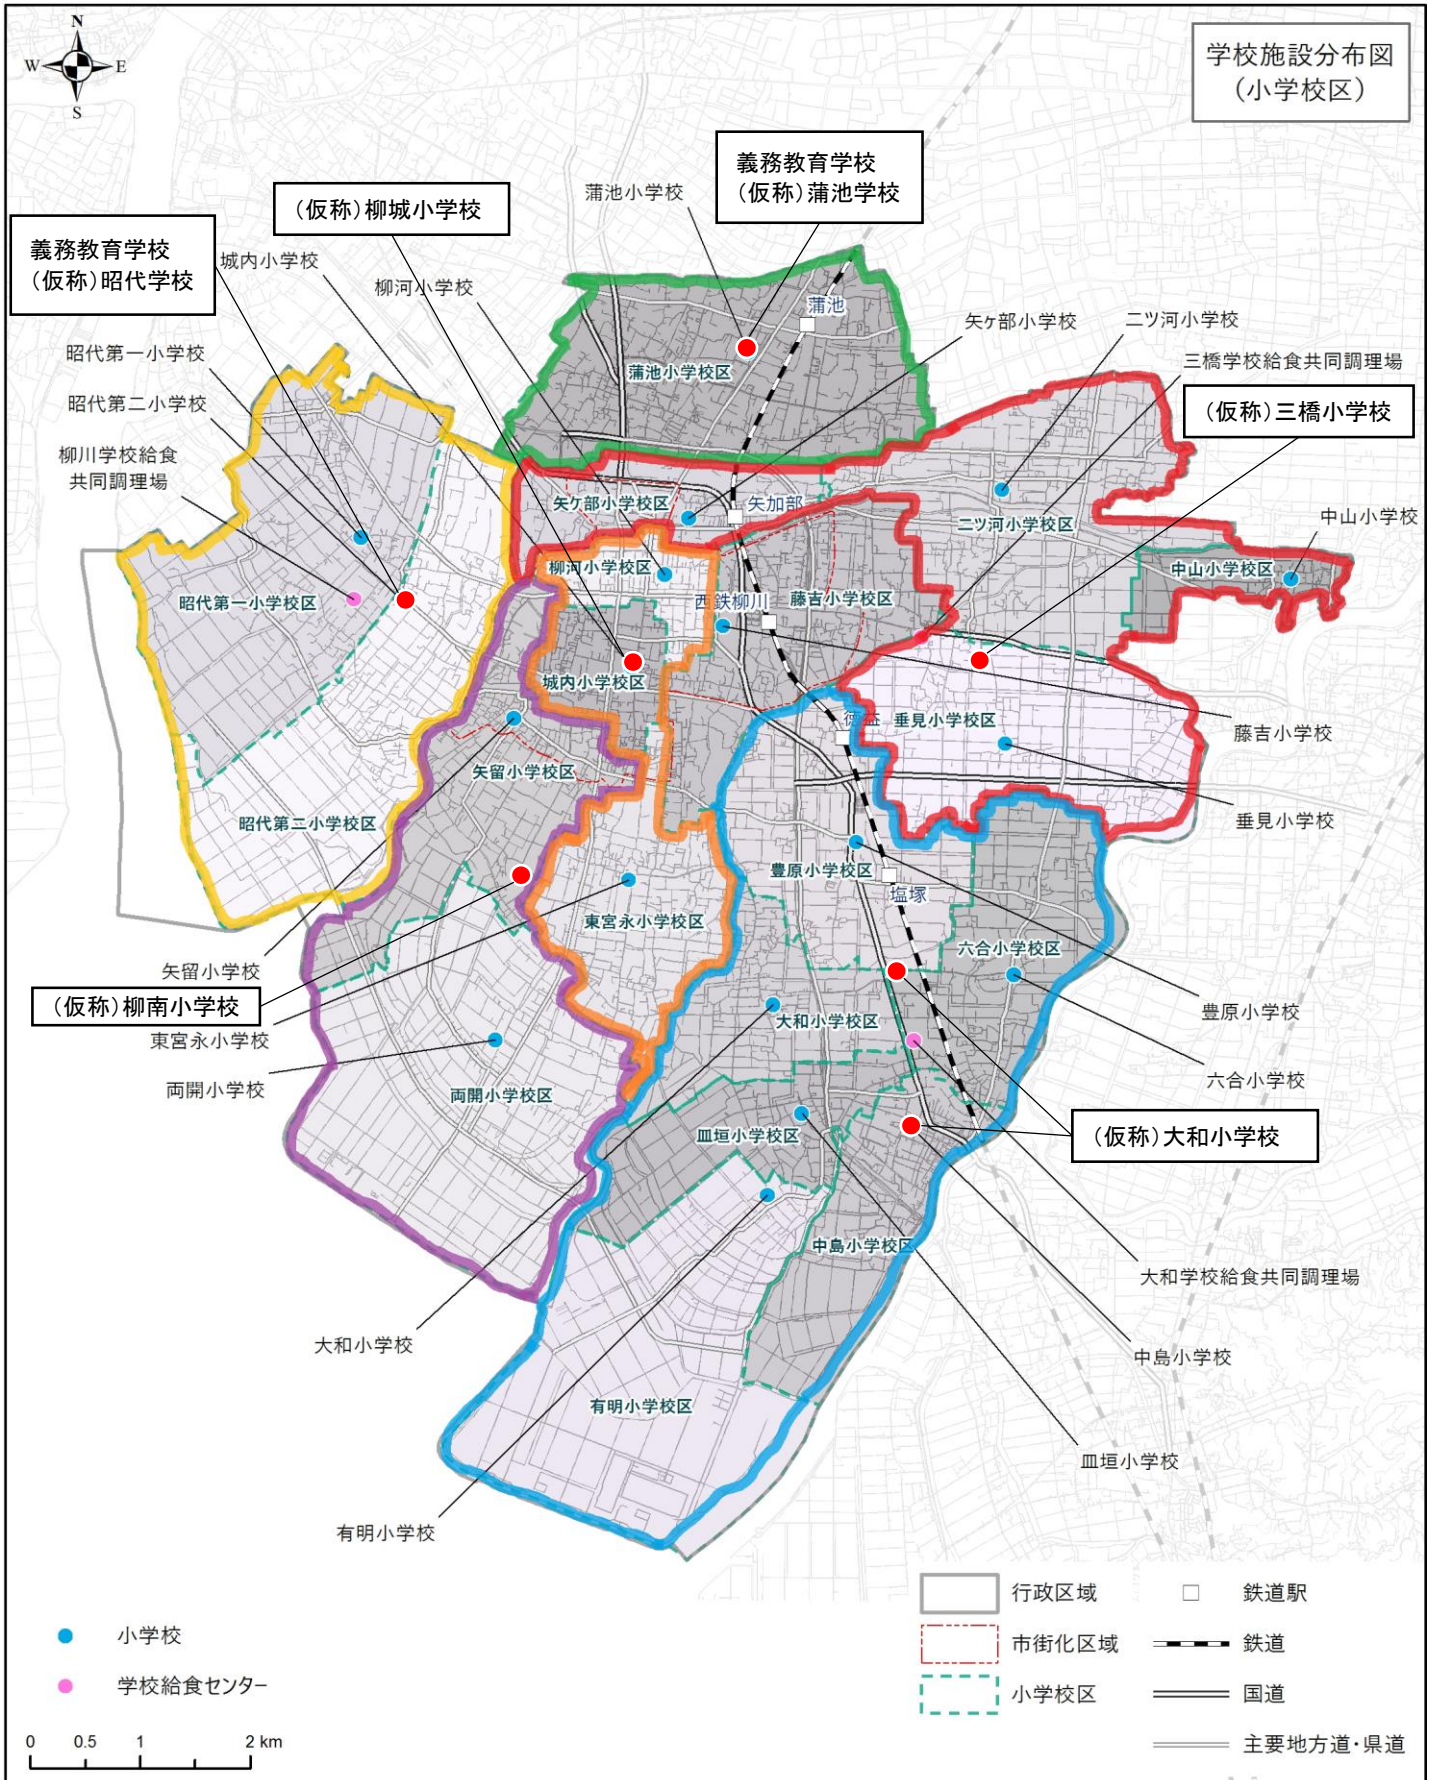 N
W
E
S
学校施設分布図
(小学校区)
義務教育学校
(仮称)蒲池学校
(仮称)柳城小学校
蒲池小学校
義務教育学校
(仮称)昭代学校
城内小学校
柳河小学校
蒲池
矢ヶ部小学校
二ツ河小学校
昭代第一小学校
三橋学校給食共同調理場
蒲池小学校区
昭代第二小学校
(仮称)三橋小学校
柳川学校給食
共同調理場
矢ケ部小学校区
矢加部
二ツ河小学校区
中山小学校
柳河小学校区
中山小学校区
昭代第一小学校区
西鉄柳川
藤吉小学校区
城内小学校区
徳益
垂見小学校区
藤吉小学校
矢留小学校区
垂見小学校
昭代第二小学校区
豊原小学校区
塩塚
東宮永小学校区
六合小学校区
矢留小学校
(仮称)柳南小学校
豊原小学校
大和小学校区
東宮永小学校
六合小学校
両開小学校
両開小学校区
皿垣小学校区
(仮称)大和小学校
中島小学校区
大和学校給食共同調理場
大和小学校
中島小学校
有明小学校区
皿垣小学校
有明小学校
小学校
学校給食センター
0 0.5 1 2 km
行政区域
市街化区域
小学校区
鉄道駅
鉄道
国道
主要地方道・県道